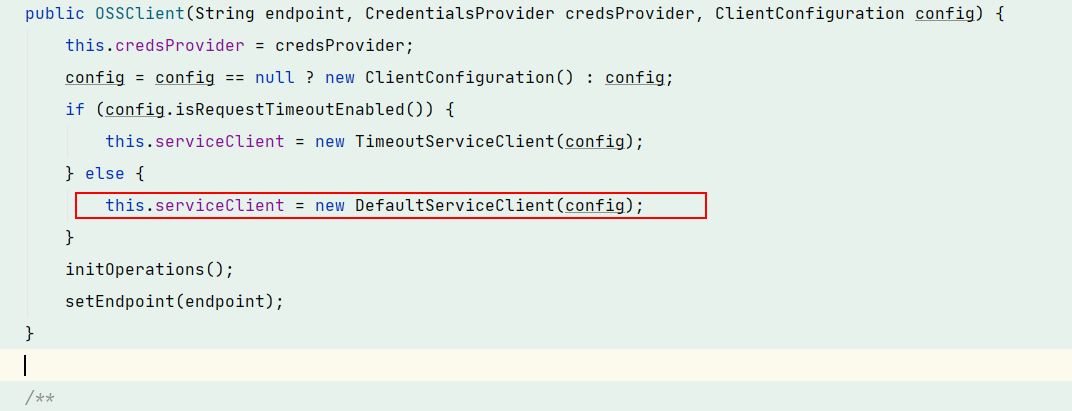 public OSSClient(String endpoint, CredentialsProvider credsProvider, ClientConfiguration config) {
    this.credsProvider = credsProvider;
    config = config == null ? new ClientConfiguration() : config;
    if (config.isRequestTimeoutEnabled()) {
        this.serviceClient = new TimeoutServiceClient(config);
    } else {
        this.serviceClient = new DefaultServiceClient(config);
    }
    initOperations();
    setEndpoint(endpoint);
}
/**